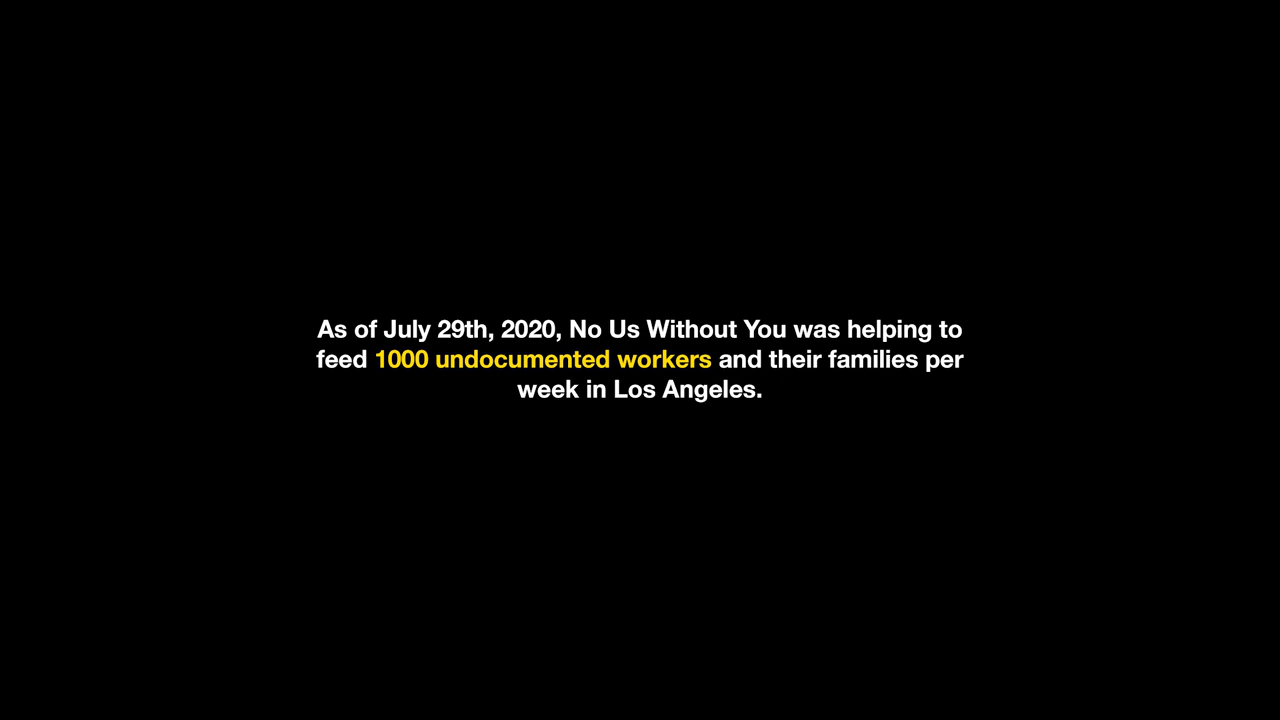 As of July 29th, 2020, No Us Without You was helping to
feed 1000 undocumented workers and their families per
week in Los Angeles.